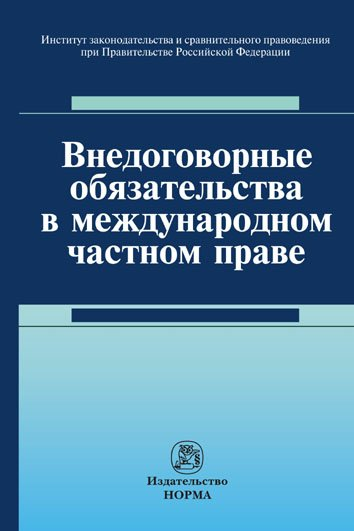 Институт законодательства и сравнительного правоведения
при Правительстве Российской Федерации
Внедоговорные
обязательства
в международном
частном праве
Издательство
НОРМА